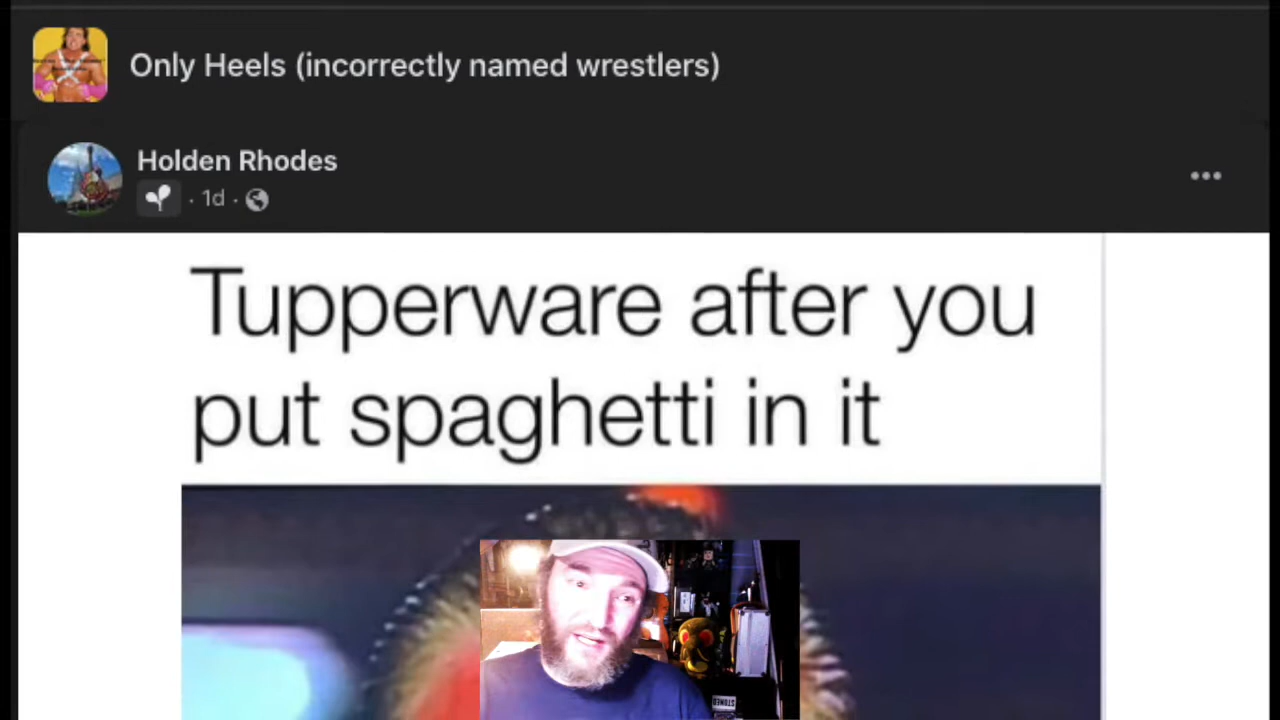 Only Heels (incorrectly named wrestlers)
Holden Rhodes
· 1d ·
Tupperware after you
put spaghetti in it